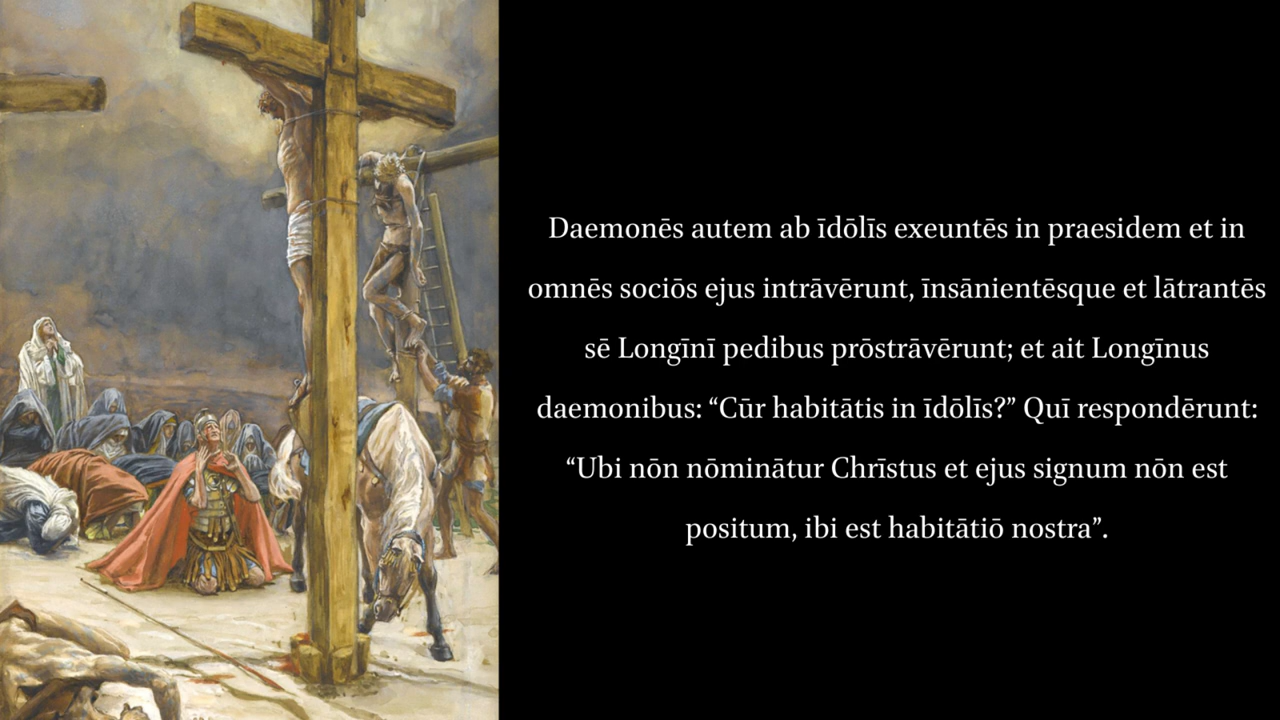 Daemonēs autem ab īdōlīs exeuntēs in praesidem et in
omnēs sociōs ejus intrāvērunt, īnsānientēsque et lātrantēs
sē Longīnī pedibus prōstrāvērunt; et ait Longīnus
daemonibus: “Cūr habitātis in īdōlīs?” Quī respondērunt:
“Ubi nōn nōminātur Chrīstus et ejus signum nōn est
positum, ibi est habitātiō nostra”.